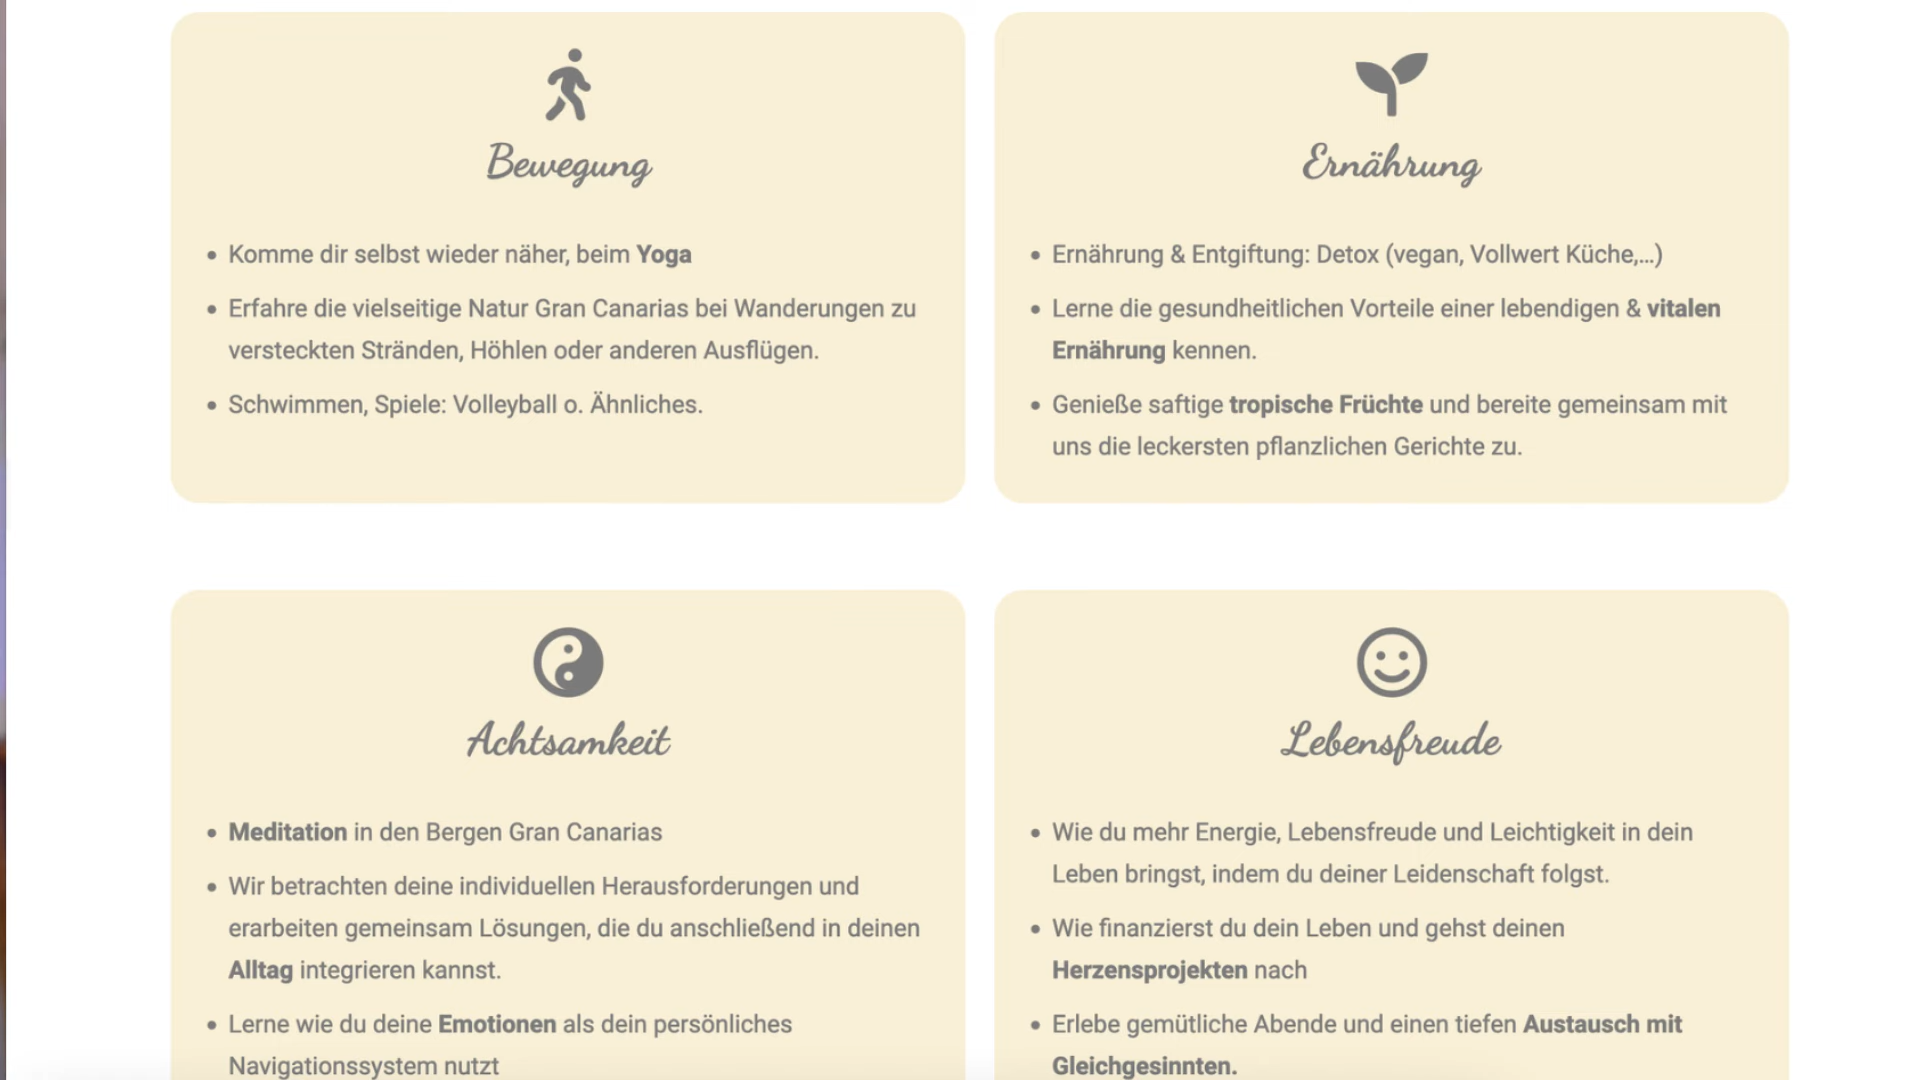 Bewegung
• Komme dir selbst wieder näher, beim Yoga
• Erfahre die vielseitige Natur Gran Canarias bei Wanderungen zu
versteckten Stränden, Höhlen oder anderen Ausflügen.
• Schwimmen, Spiele: Volleyball o. Ähnliches.
Ernährung
• Ernährung & Entgiftung: Detox (vegan, Vollwert Küche,...)
• Lerne die gesundheitlichen Vorteile einer lebendigen & vitalen
Ernährung kennen.
• Genieße saftige tropische Früchte und bereite gemeinsam mit
uns die leckersten pflanzlichen Gerichte zu.
Achtsamkeit
• Meditation in den Bergen Gran Canarias
• Wir betrachten deine individuellen Herausforderungen und
erarbeiten gemeinsam Lösungen, die du anschließend in deinen
Alltag integrieren kannst.
• Lerne wie du deine Emotionen als dein persönliches
Navigationssystem nutzt
Lebensfreude
• Wie du mehr Energie, Lebensfreude und Leichtigkeit in dein
Leben bringst, indem du deiner Leidenschaft folgst.
• Wie finanzierst du dein Leben und gehst deinen
Herzensprojekten nach
• Erlebe gemütliche Abende und einen tiefen Austausch mit
Gleichgesinnten.